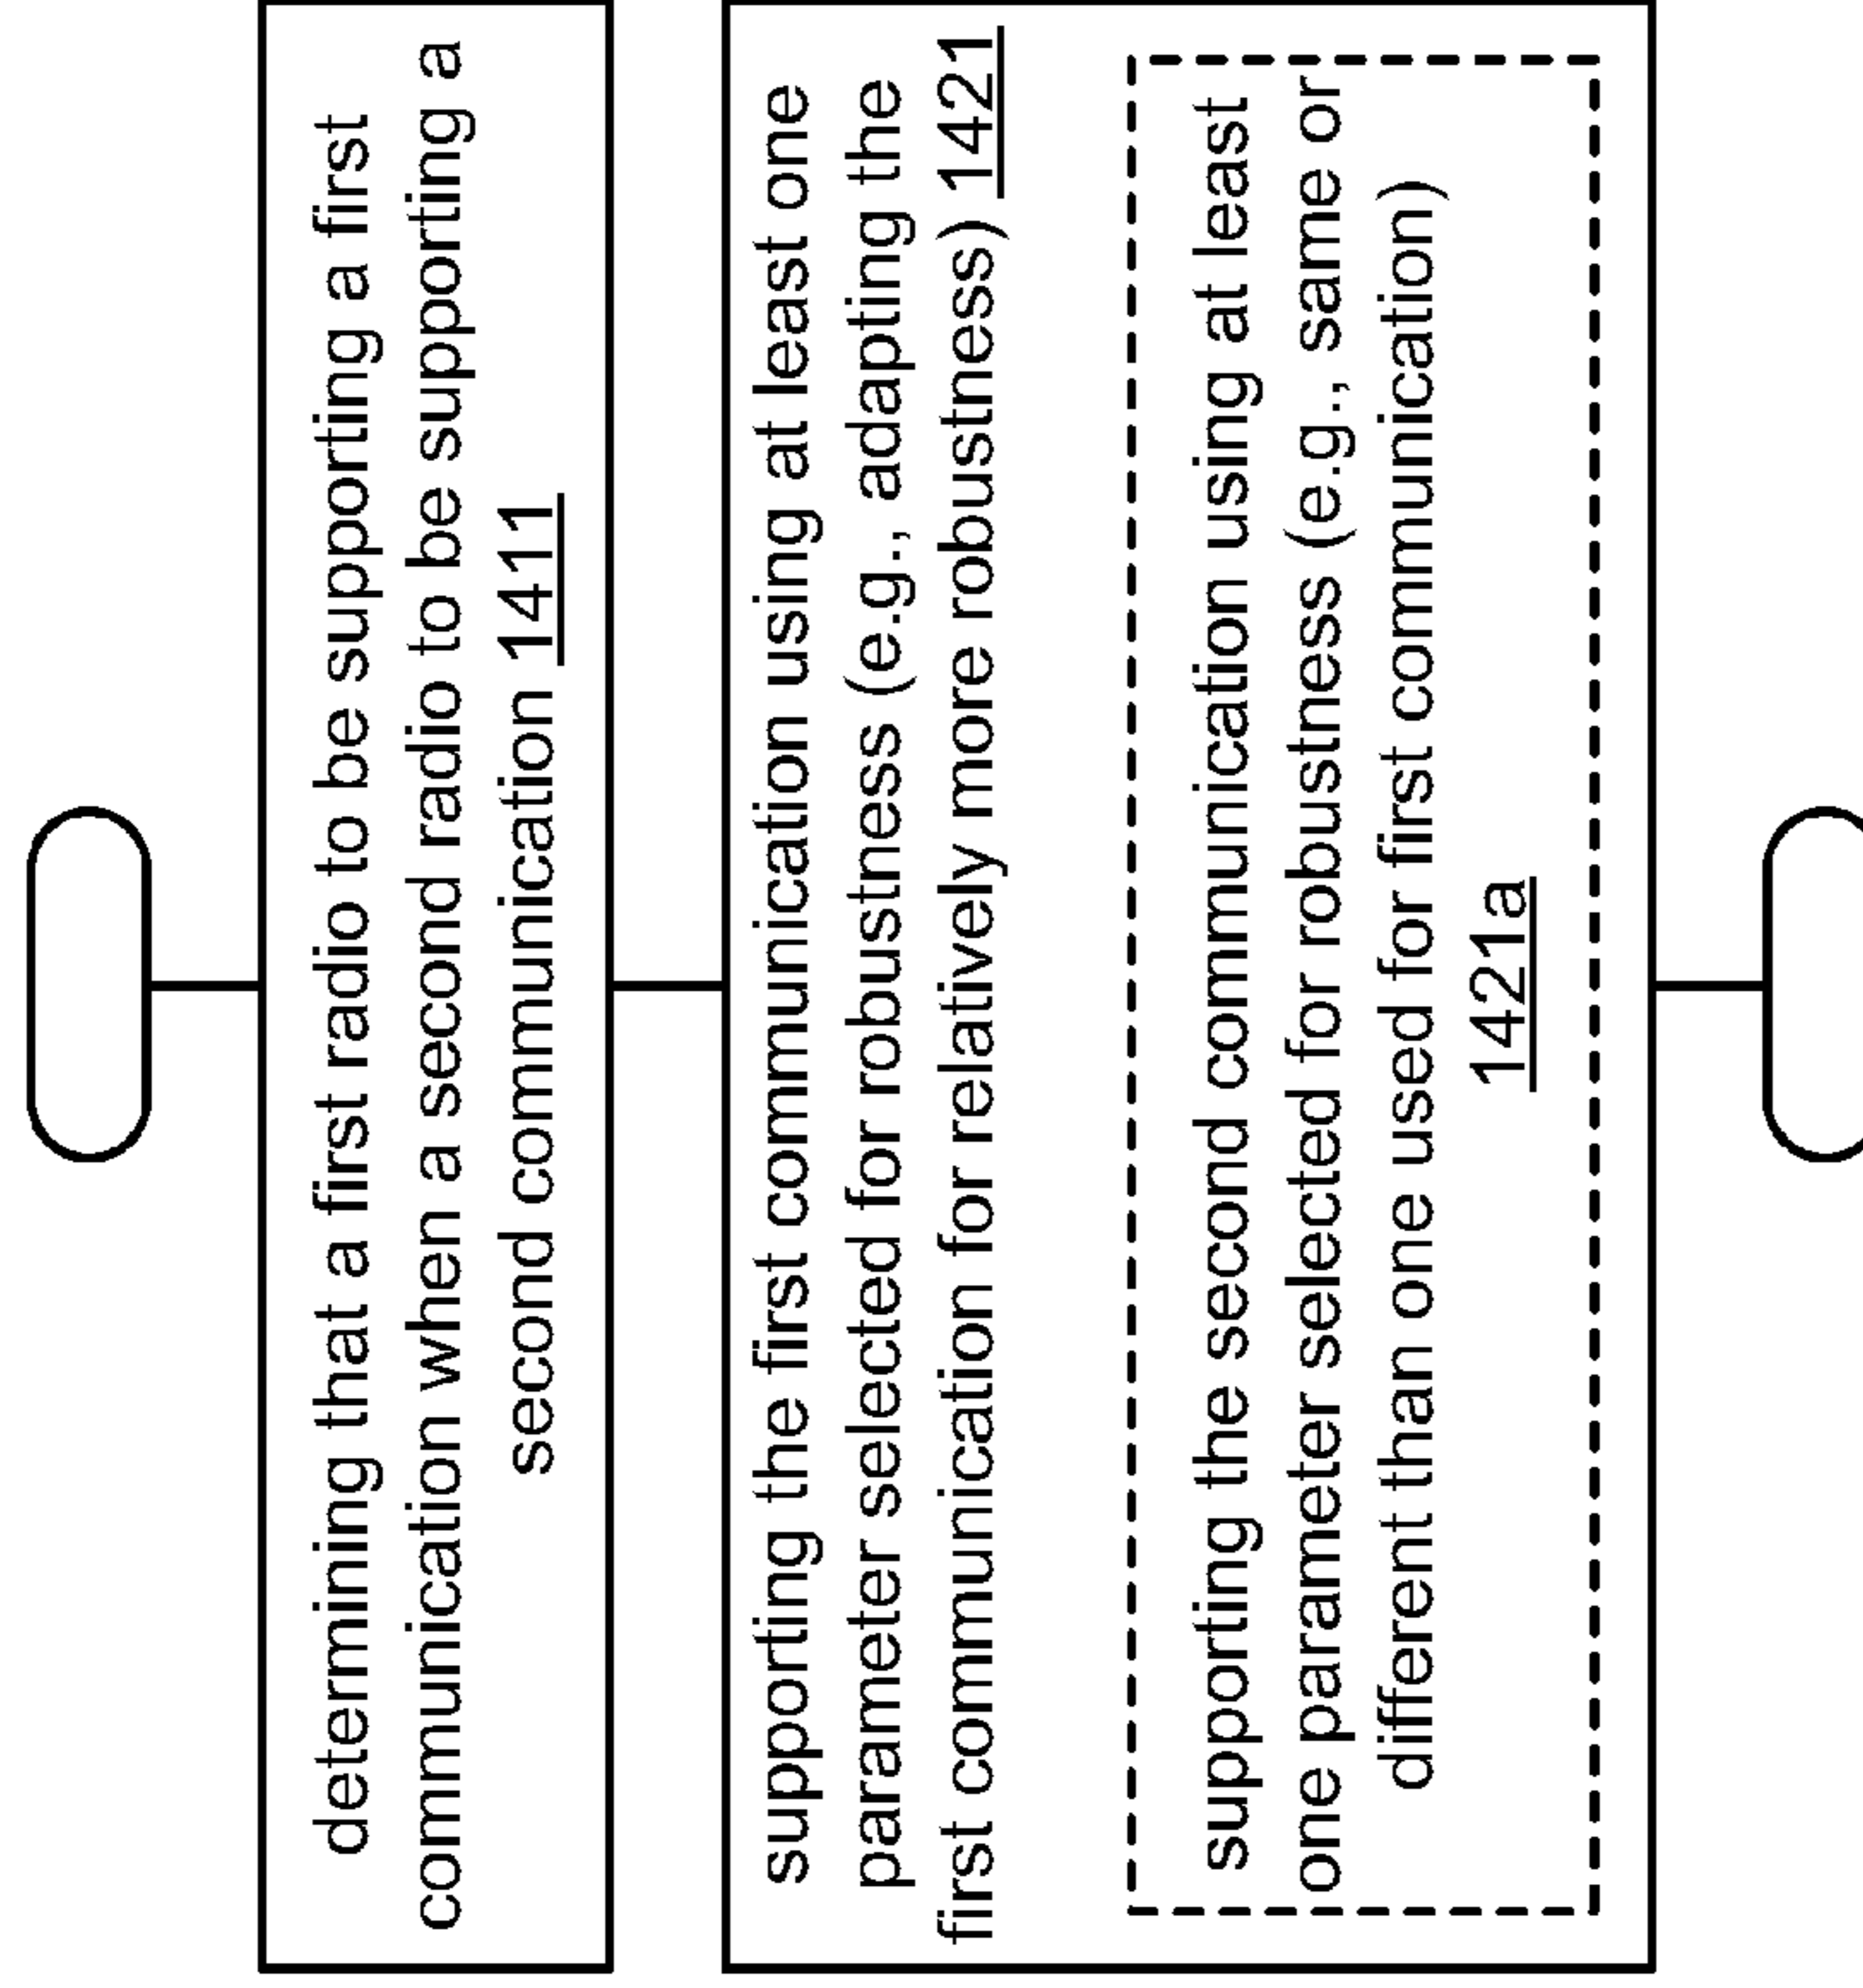 determining that a first radio to be supporting a first
communication when a second radio to be supporting a
second communication 1411
supporting the first communication using at least one
parameter selected for robustness (e.g., adapting the
first communication for relatively more robustness) 1421
supporting the second communication using at least
one parameter selected for robustness (e.g., same or
different than one used for first communication)
1421a